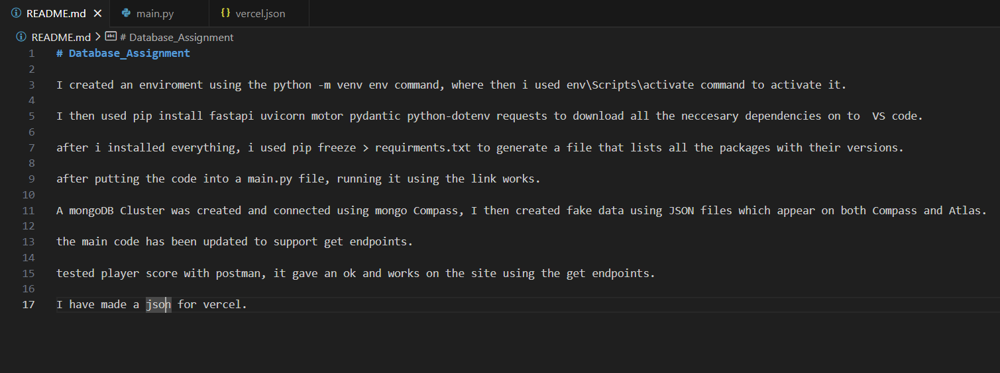 README.md
main.py
{} vercel.json
README.md > abc # Database_Assignment
1 # Database_Assignment
2
3 I created an enviroment using the python -m venv env command, where then i used env\Scripts\activate command to activate it.
4
5 I then used pip install fastapi uvicorn motor pydantic python-dotenv requests to download all the neccesary dependencies on to  VS code.
6
7 after i installed everything, i used pip freeze > requirments.txt to generate a file that lists all the packages with their versions.
8
9 after putting the code into a main.py file, running it using the link works.
10
11 A mongoDB Cluster was created and connected using mongo Compass, I then created fake data using JSON files which appear on both Compass and Atlas.
12
13 the main code has been updated to support get endpoints.
14
15 tested player score with postman, it gave an ok and works on the site using the get endpoints.
16
17 I have made a json for vercel.